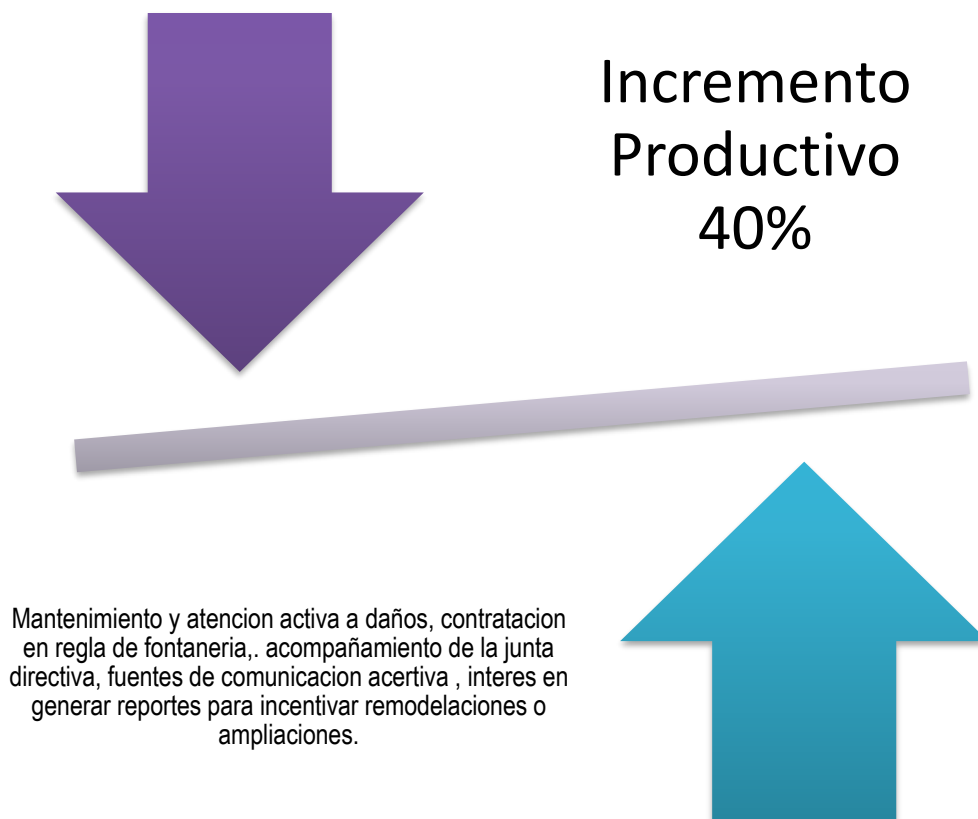 Incremento
Productivo
40%
Mantenimiento y atencion activa a daños, contratacion
en regla de fontaneria,. acompañamiento de la junta
directiva, fuentes de comunicacion acertiva , interes en
generar reportes para incentivar remodelaciones o
ampliaciones.